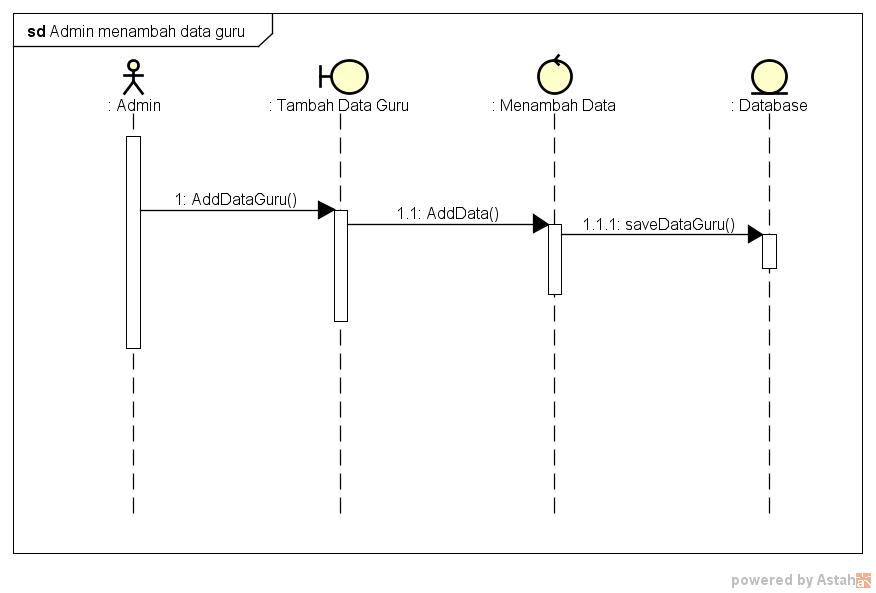 sd Admin menambah data guru
: Admin
: Tambah Data Guru
: Menambah Data
: Database
1: AddDataGuru()
1.1: AddData()
1.1.1: saveDataGuru()
powered by Astah